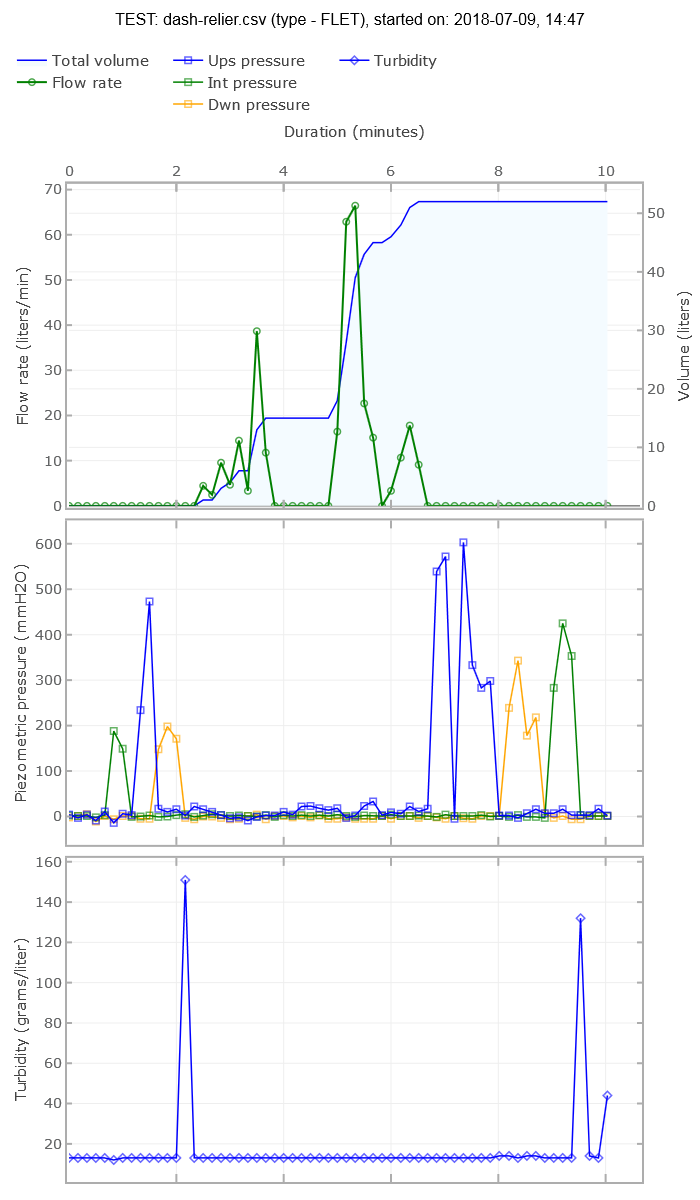 TEST: dash-relier.csv (type - FLET), started on: 2018-07-09, 14:47
Total volume Ups pressure Turbidity
Flow rate Int pressure
Dwn pressure
Duration (minutes)
0 2 4 6 8 10
Flow rate (liters/min)
70
60
50
40
30
20
10
0
Volume (liters)
50
40
30
20
10
0
Piezometric pressure (mmH2O)
600
500
400
300
200
100
0
Turbidity (grams/liter)
160
140
120
100
80
60
40
20